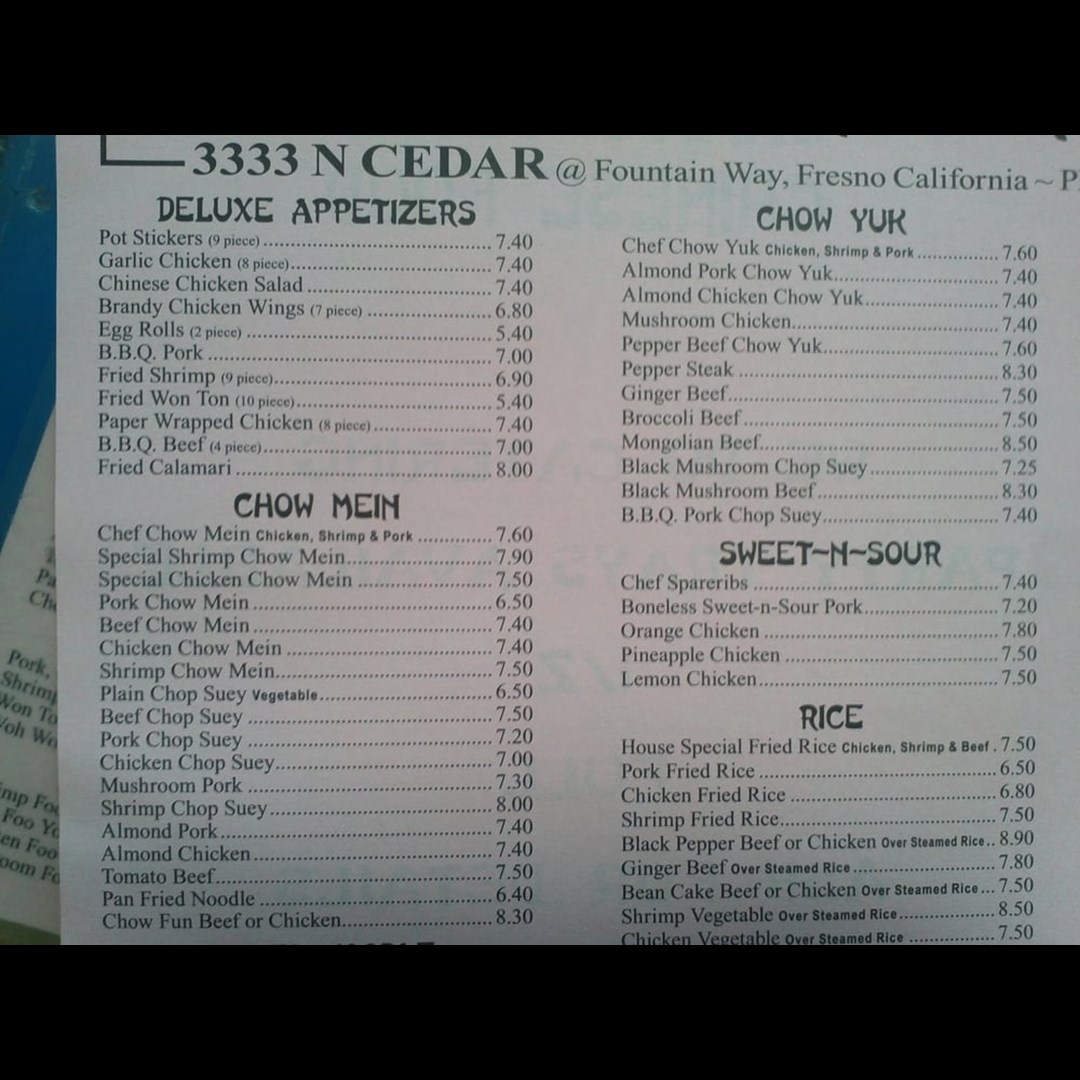 3333 N CEDAR @ Fountain Way, Fresno California ~ P
DELUXE APPETIZERS
Pot Stickers (9 piece) 7.40
Garlic Chicken (8 piece) 7.40
Chinese Chicken Salad 7.40
Brandy Chicken Wings (7 piece) 6.80
Egg Rolls (2 piece) 5.40
B.B.Q. Pork 7.00
Fried Shrimp (9 piece) 6.90
Fried Won Ton (10 piece) 5.40
Paper Wrapped Chicken (8 piece) 7.40
B.B.Q. Beef (4 piece) 7.00
Fried Calamari 8.00
CHOW MEIN
Chef Chow Mein Chicken, Shrimp & Pork 7.60
Special Shrimp Chow Mein 7.90
Special Chicken Chow Mein 7.50
Pork Chow Mein 6.50
Beef Chow Mein 7.40
Chicken Chow Mein 7.40
Shrimp Chow Mein 7.50
Plain Chop Suey Vegetable 6.50
Beef Chop Suey 7.50
Pork Chop Suey 7.20
Chicken Chop Suey 7.00
Mushroom Pork 7.30
Shrimp Chop Suey 8.00
Almond Pork 7.40
Almond Chicken 7.40
Tomato Beef 7.50
Pan Fried Noodle 6.40
Chow Fun Beef or Chicken 8.30
CHOW YUK
Chef Chow Yuk Chicken, Shrimp & Pork 7.60
Almond Pork Chow Yuk 7.40
Almond Chicken Chow Yuk 7.40
Mushroom Chicken 7.40
Pepper Beef Chow Yuk 7.60
Pepper Steak 8.30
Ginger Beef 7.50
Broccoli Beef 7.50
Mongolian Beef 8.50
Black Mushroom Chop Suey 7.25
Black Mushroom Beef 8.30
B.B.Q. Pork Chop Suey 7.40
SWEET~N~SOUR
Chef Spareribs 7.40
Boneless Sweet-n-Sour Pork 7.20
Orange Chicken 7.80
Pineapple Chicken 7.50
Lemon Chicken 7.50
RICE
House Special Fried Rice Chicken, Shrimp & Beef . 7.50
Pork Fried Rice 6.50
Chicken Fried Rice 6.80
Shrimp Fried Rice 7.50
Black Pepper Beef or Chicken Over Steamed Rice 8.90
Ginger Beef Over Steamed Rice 7.80
Bean Cake Beef or Chicken Over Steamed Rice 7.50
Shrimp Vegetable Over Steamed Rice 8.50
Chicken Vegetable Over Steamed Rice 7.50
Pork,
Shrimp
Won To